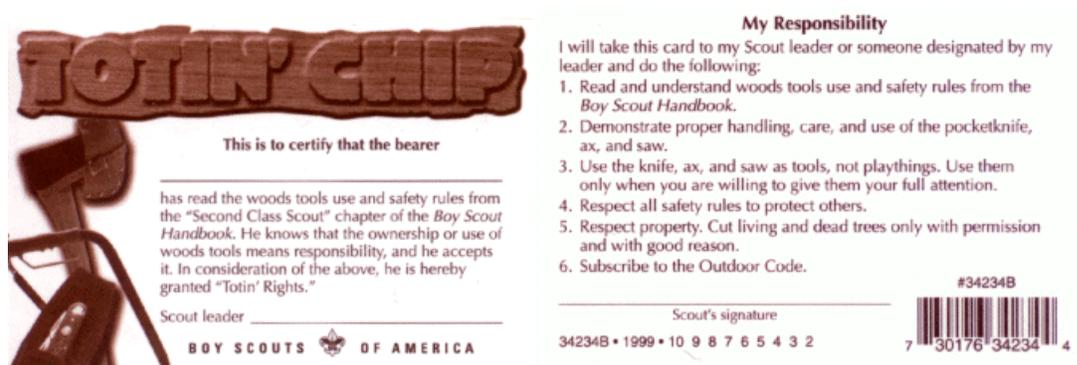 TOTIN' CHIP
This is to certify that the bearer
has read the woods tools use and safety rules from
the "Second Class Scout" chapter of the Boy Scout
Handbook. He knows that the ownership or use of
woods tools means responsibility, and he accepts
it. In consideration of the above, he is hereby
granted "Totin' Rights."
Scout leader
BOY SCOUTS OF AMERICA
My Responsibility
I will take this card to my Scout leader or someone designated by my
leader and do the following:
1. Read and understand woods tools use and safety rules from the
Boy Scout Handbook.
2. Demonstrate proper handling, care, and use of the pocketknife,
ax, and saw.
3. Use the knife, ax, and saw as tools, not playthings. Use them
only when you are willing to give them your full attention.
4. Respect all safety rules to protect others.
5. Respect property. Cut living and dead trees only with permission
and with good reason.
6. Subscribe to the Outdoor Code.
#34234B
Scout's signature
34234B • 1999 • 10 9 8 7 6 5 4 3 2
7 30176 34234 4